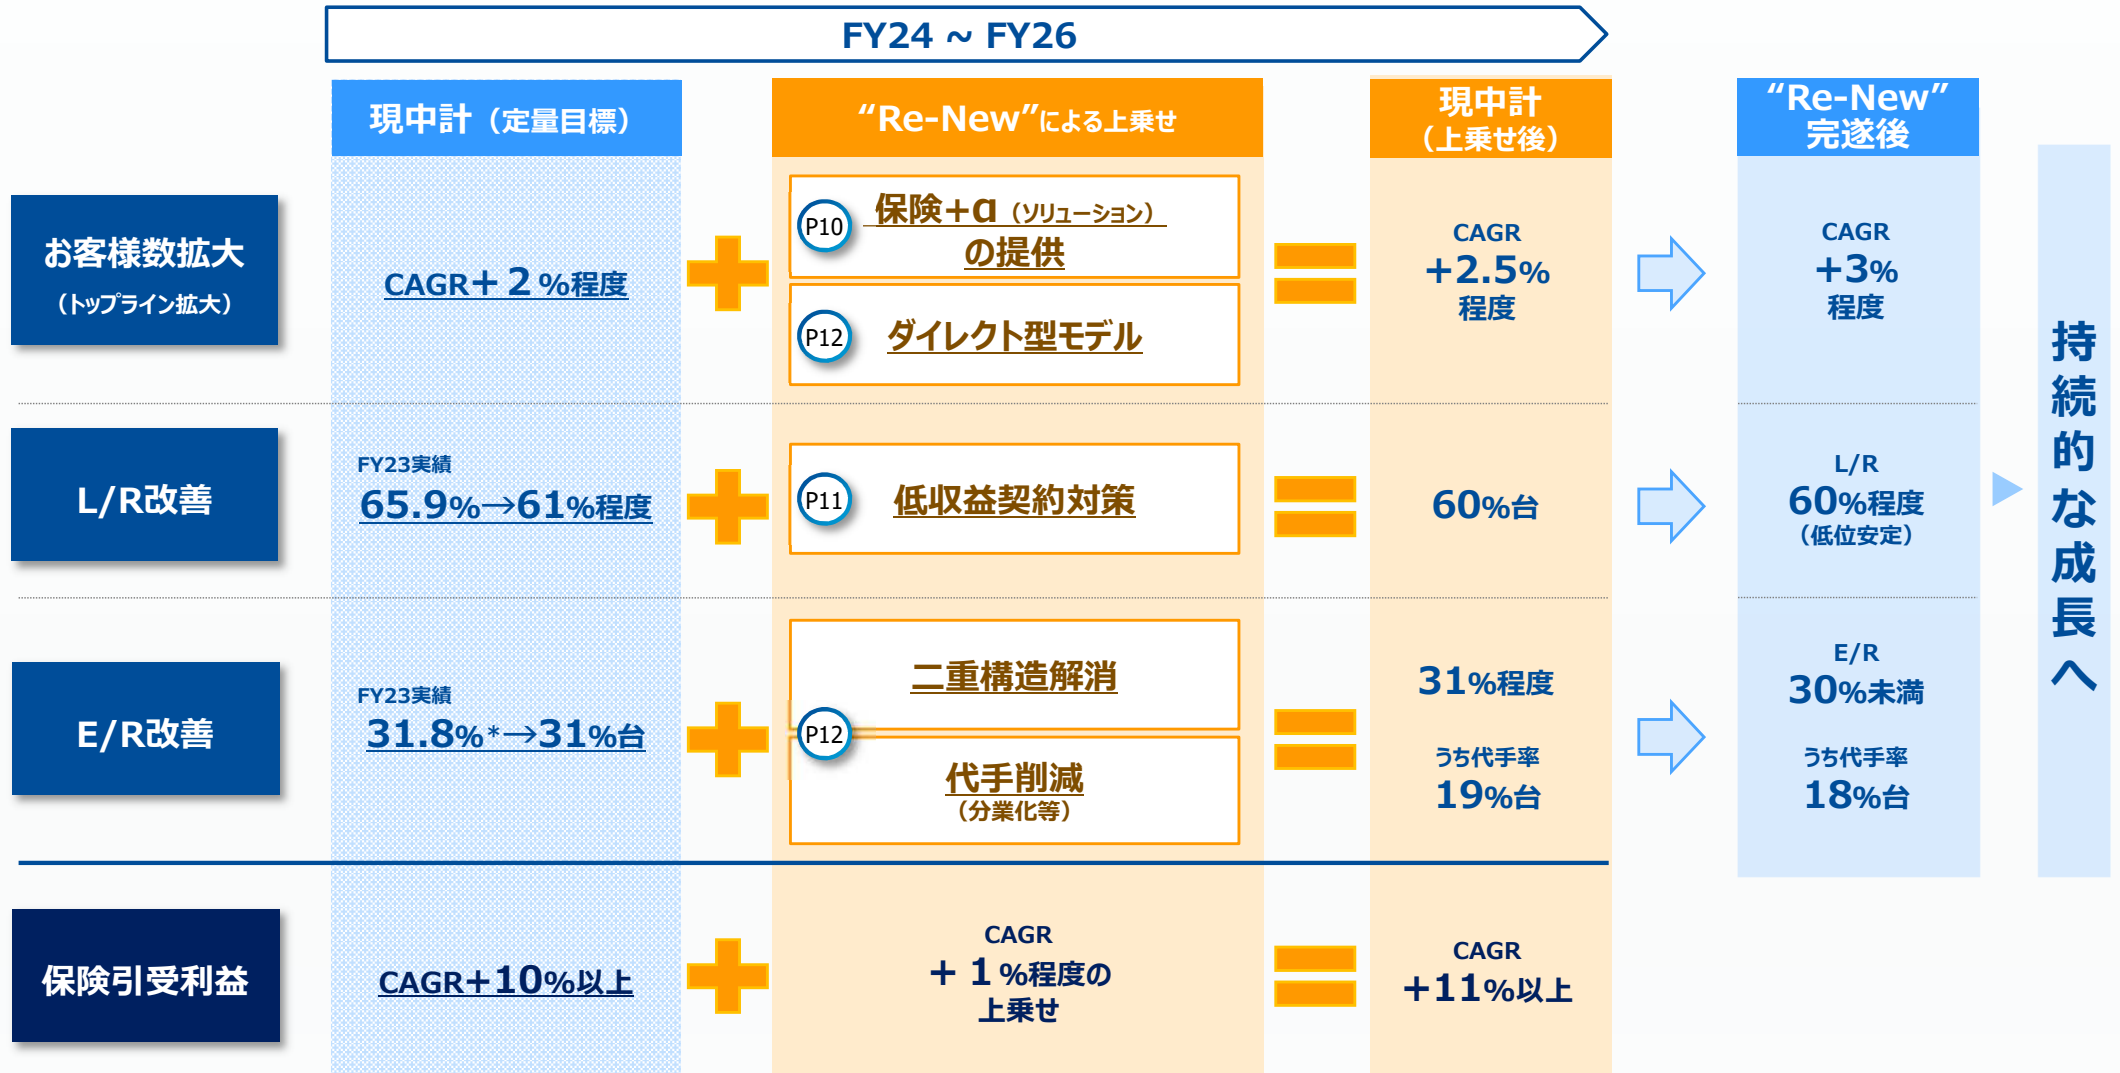 FY24 ~ FY26
現中計（定量目標）
“Re-New”による上乗せ
現中計
（上乗せ後）
“Re-New”
完遂後
お客様数拡大
（トップライン拡大）
CAGR＋２%程度
P10
保険+α（ソリューション）
の提供
P12
ダイレクト型モデル
CAGR
+2.5%
程度
CAGR
+3%
程度
L/R改善
FY23実績
65.9%→61%程度
P11
低収益契約対策
60%台
L/R
60%程度
（低位安定）
E/R改善
FY23実績
31.8%*→31%台
二重構造解消
P12
代手削減
（分業化等）
31%程度
うち代手率
19%台
E/R
30%未満
うち代手率
18%台
保険引受利益
CAGR+10%以上
CAGR
＋１%程度の
上乗せ
CAGR
+11%以上
持続的な成長へ